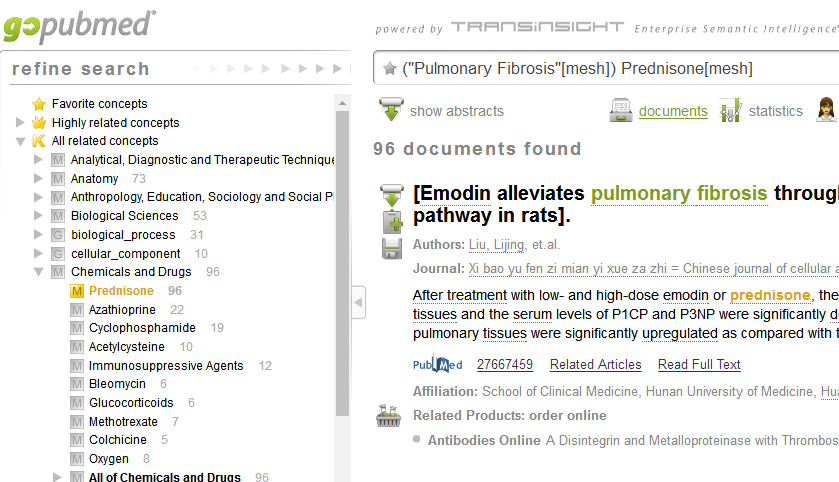 gopubmed®
powered by TRANSINSIGHT Enterprise Semantic Intelligence
refine search
("Pulmonary Fibrosis"[mesh]) Prednisone[mesh]
Favorite concepts
Highly related concepts
All related concepts
M Analytical, Diagnostic and Therapeutic Technique
M Anatomy 73
M Anthropology, Education, Sociology and Social P
M Biological Sciences 53
G biological_process 31
G cellular_component 10
M Chemicals and Drugs 96
M Prednisone 96
M Azathioprine 22
M Cyclophosphamide 19
M Acetylcysteine 10
M Immunosuppressive Agents 12
M Bleomycin 6
M Glucocorticoids 6
M Methotrexate 7
M Colchicine 5
M Oxygen 8
M All of Chemicals and Drugs 96
show abstracts
documents
statistics
96 documents found
[Emodin alleviates pulmonary fibrosis through
pathway in rats].
Authors: Liu, Lijing, et.al.
Journal: Xi bao yu fen zi mian yi xue za zhi = Chinese journal of cellular a
After treatment with low- and high-dose emodin or prednisone, the
tissues and the serum levels of P1CP and P3NP were significantly d
pulmonary tissues were significantly upregulated as compared with t
PubMed 27667459 Related Articles Read Full Text
Affiliation: School of Clinical Medicine, Hunan University of Medicine, Hua
Related Products: order online
Antibodies Online A Disintegrin and Metalloproteinase with Thrombos